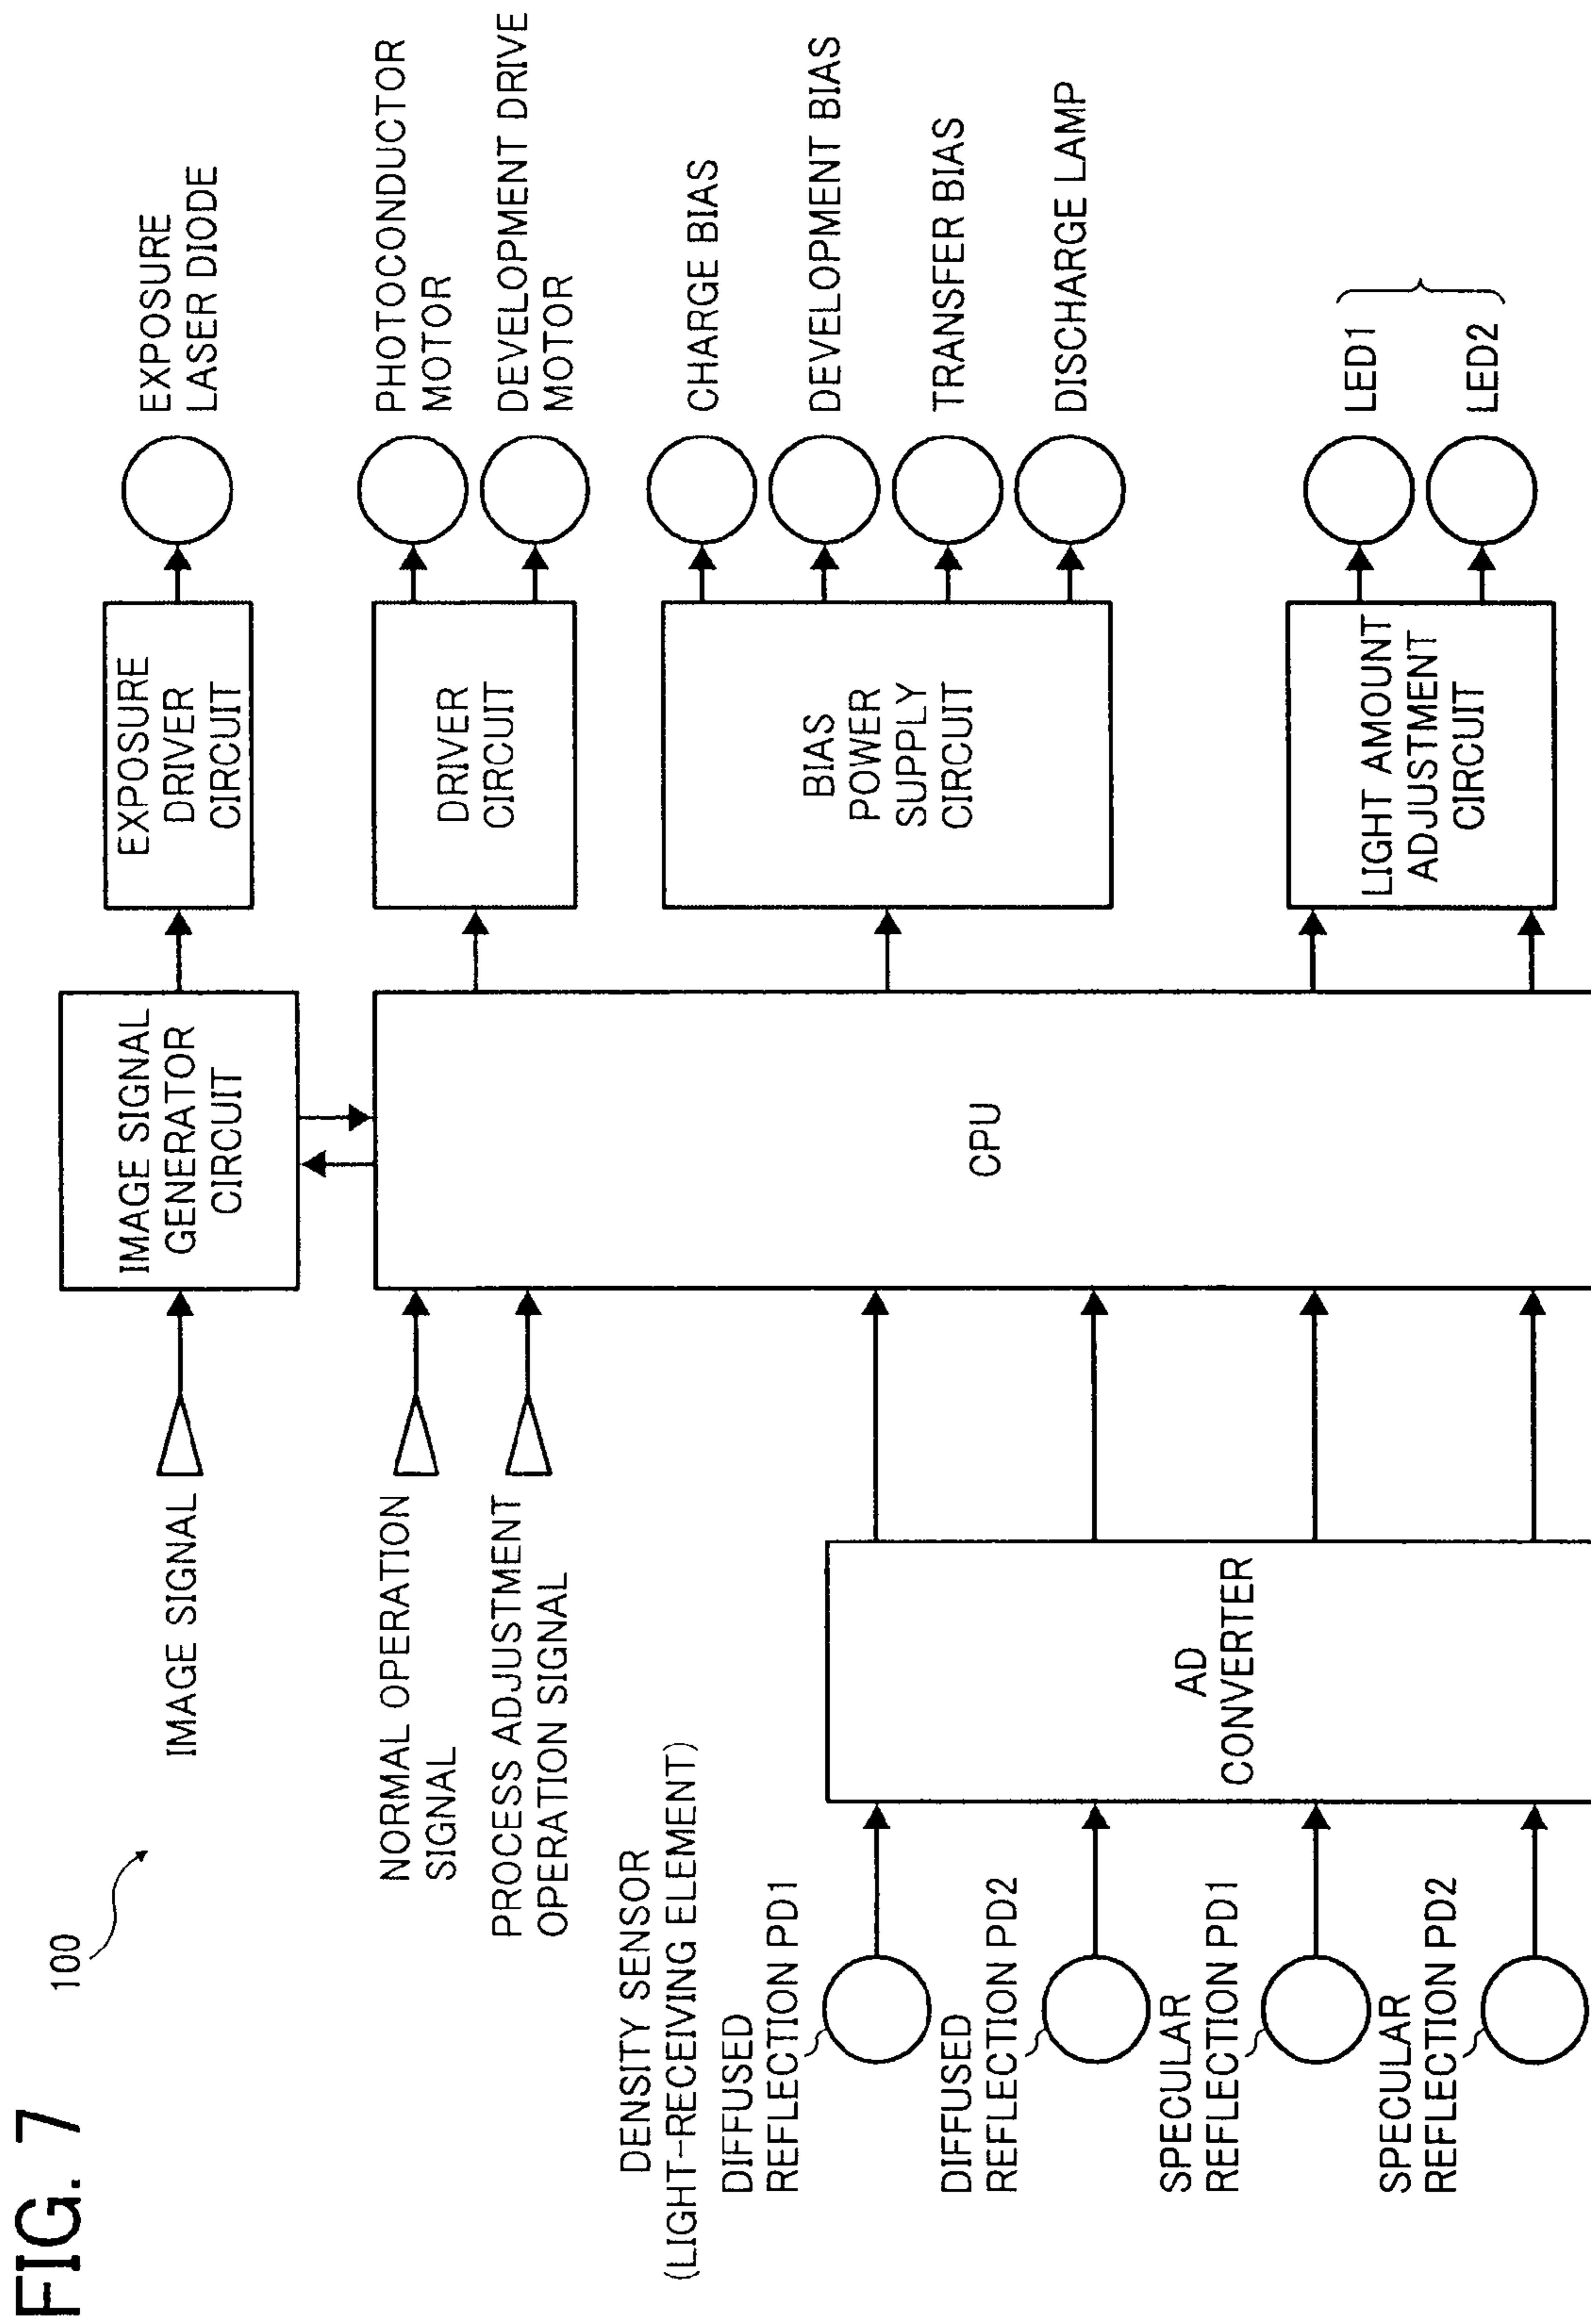 FIG. 7
100
IMAGE SIGNAL
IMAGE SIGNAL
GENERATOR
CIRCUIT
EXPOSURE
DRIVER
CIRCUIT
EXPOSURE
LASER DIODE
NORMAL OPERATION
SIGNAL
PROCESS ADJUSTMENT
OPERATION SIGNAL
CPU
DRIVER
CIRCUIT
PHOTOCONDUCTOR
MOTOR
DEVELOPMENT DRIVE
MOTOR
BIAS
POWER
SUPPLY
CIRCUIT
CHARGE BIAS
DEVELOPMENT BIAS
TRANSFER BIAS
DISCHARGE LAMP
DENSITY SENSOR
(LIGHT-RECEIVING ELEMENT)
DIFFUSED
REFLECTION PD1
DIFFUSED
REFLECTION PD2
SPECULAR
REFLECTION PD1
SPECULAR
REFLECTION PD2
AD
CONVERTER
LIGHT AMOUNT
ADJUSTMENT
CIRCUIT
LED1
LED2